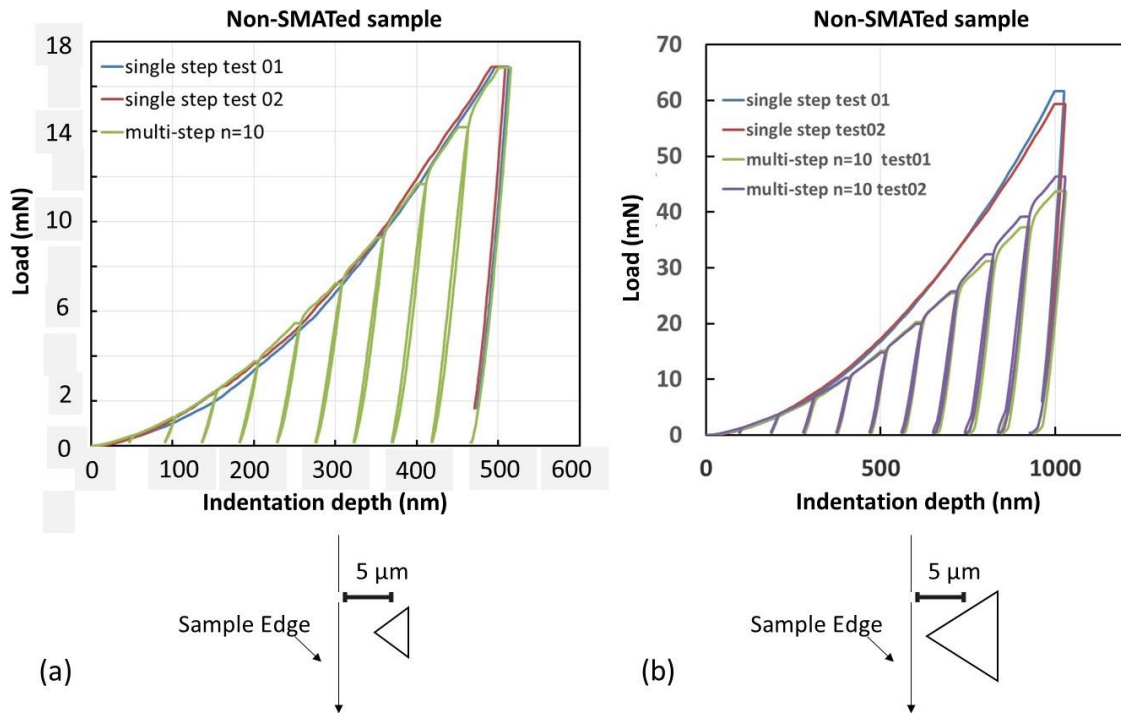 Non-SMATed sample
18
14
10
6
2
0
Load (mN)
single step test 01
single step test 02
multi-step n=10
0 100 200 300 400 500 600
Indentation depth (nm)
5 μm
Sample Edge
(a)
Non-SMATed sample
70
60
50
40
30
20
10
0
Load (mN)
single step test 01
single step test02
multi-step n=10 test01
multi-step n=10 test02
0 500 1000
Indentation depth (nm)
5 μm
Sample Edge
(b)